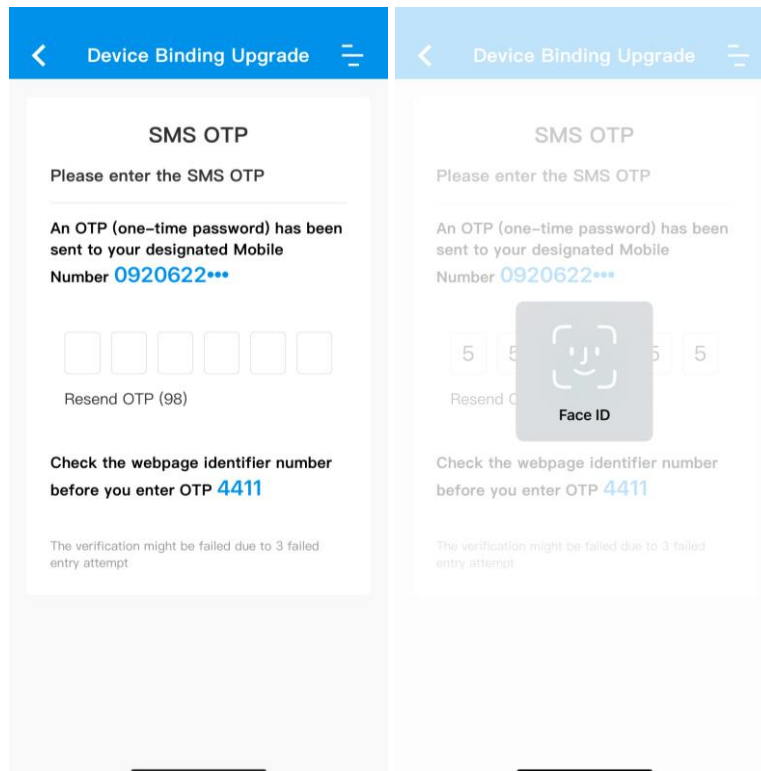 Device Binding Upgrade
SMS OTP
Please enter the SMS OTP
An OTP (one-time password) has been
sent to your designated Mobile
Number 0920622•••
Resend OTP (98)
Check the webpage identifier number
before you enter OTP 4411
The verification might be failed due to 3 failed
entry attempt
Device Binding Upgrade
SMS OTP
Please enter the SMS OTP
An OTP (one-time password) has been
sent to your designated Mobile
Number 0920622•••
5 5 5 5
Resend
Face ID
Check the webpage identifier number
before you enter OTP 4411
The verification might be failed due to 3 failed
entry attempt